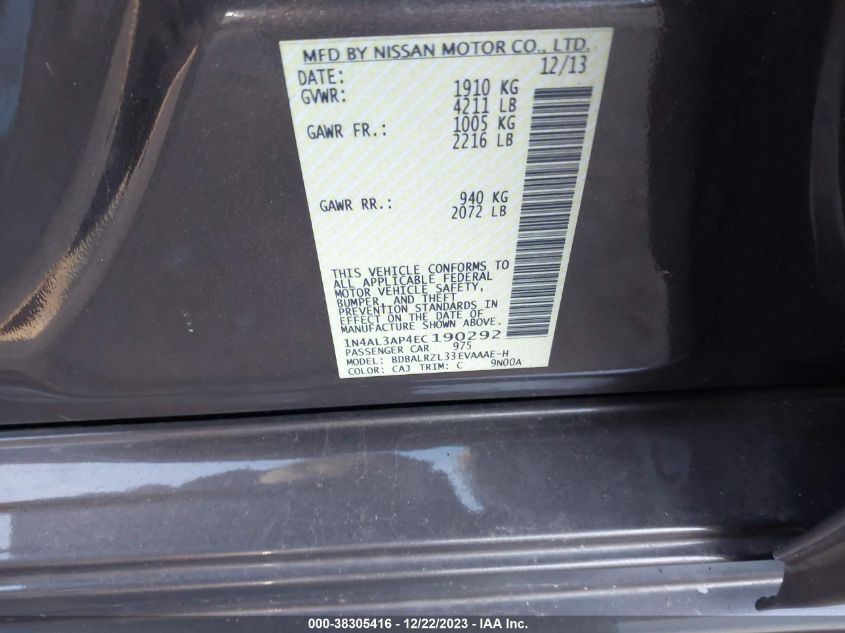 MFD BY NISSAN MOTOR CO., LTD.
DATE: 12/13
GVWR: 1910 KG
4211 LB
GAWR FR.: 1005 KG
2216 LB
GAWR RR.: 940 KG
2072 LB
THIS VEHICLE CONFORMS TO
ALL APPLICABLE FEDERAL
MOTOR VEHICLE SAFETY,
BUMPER, AND THEFT
PREVENTION STANDARDS IN
EFFECT ON THE DATE OF
MANUFACTURE SHOWN ABOVE.
1N4AL3AP4EC190292
PASSENGER CAR 975
MODEL: BDBALRZL33EVAAAE-H
COLOR: CAJ TRIM: C 9N00A
000-38305416 - 12/22/2023 - IAA Inc.